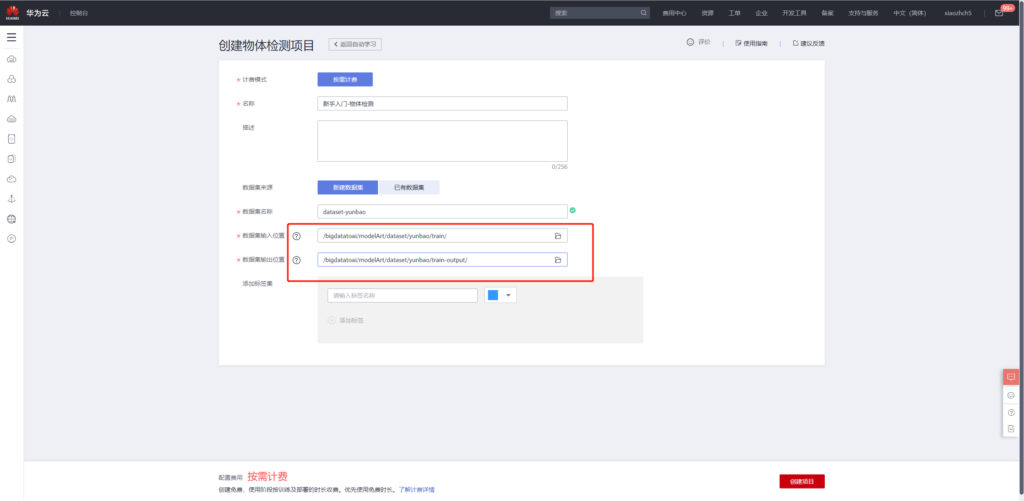 HUAWEI 华为云 控制台 搜索 费用中心 资源 工单 企业 开发工具 备案 支持与服务 中文（简体） xiaozhch5 99+
创建物体检测项目 返回自动学习 评价 使用指南 建议反馈
* 计费模式 按需计费
* 名称 新手入门-物体检测
描述
0/256
数据集来源 新建数据集 已有数据集
* 数据集名称 dataset-yunbao
* 数据集输入位置 /bigdatatoai/modelArt/dataset/yunbao/train/
* 数据集输出位置 /bigdatatoai/modelArt/dataset/yunbao/train-output/
添加标签集
请输入标签名称
添加标签
配置费用 按需计费
创建免费，使用阶段按训练及部署的时长收费。优先使用免费时长。了解计费详情
创建项目